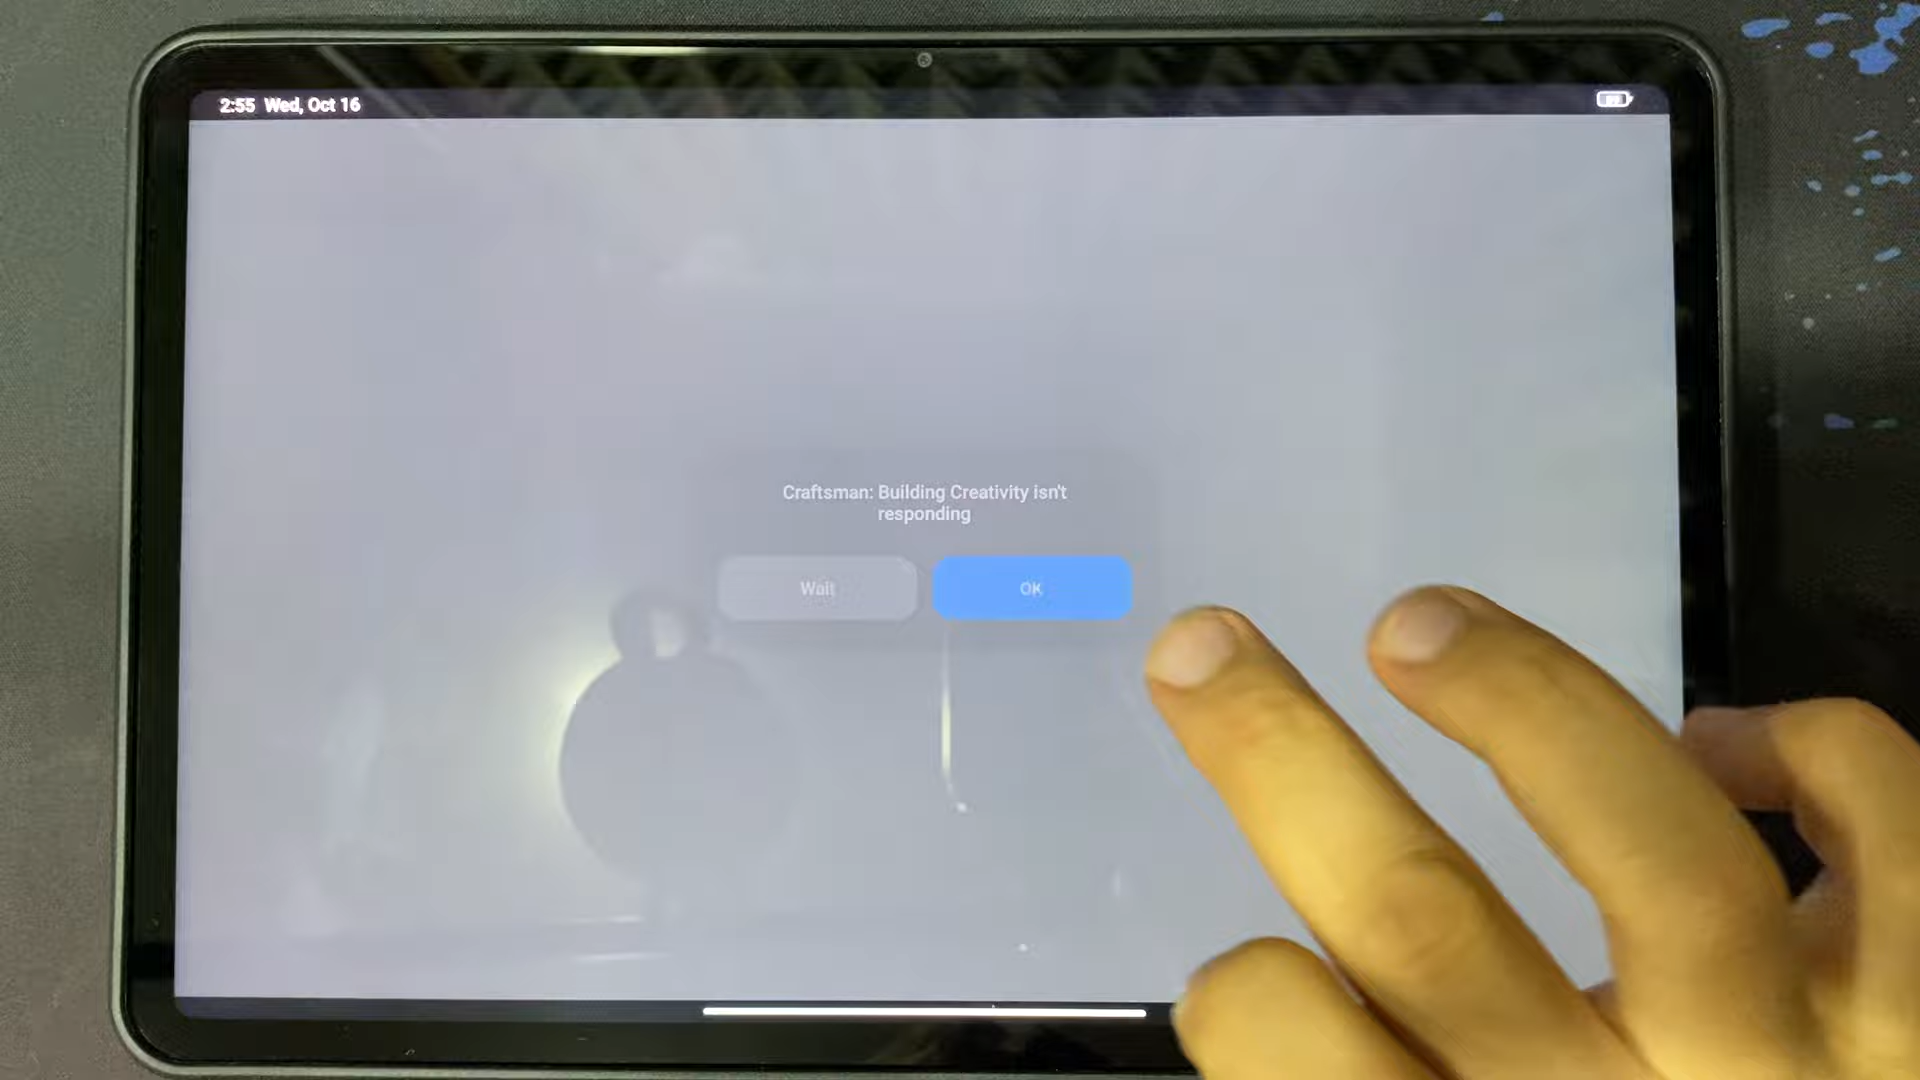 2:55 Wed, Oct 16
Craftsman: Building Creativity isn't
responding
Wait
OK